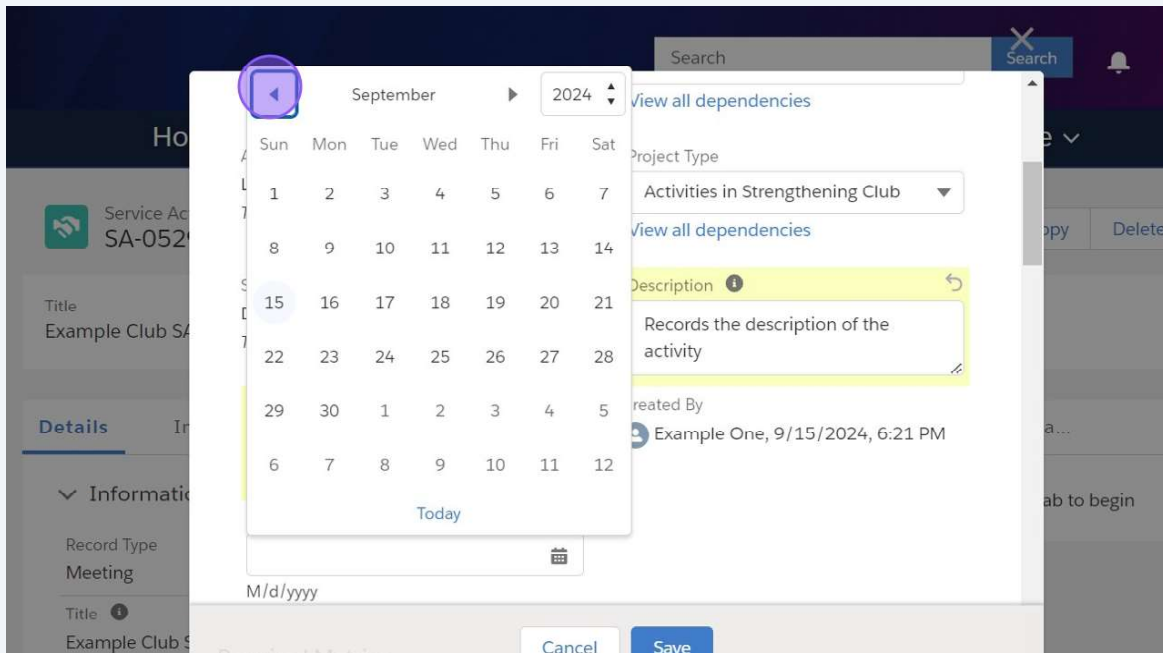 Search
Search
September
2024
View all dependencies
Sun Mon Tue Wed Thu Fri Sat
Project Type
1 2 3 4 5 6 7
Activities in Strengthening Club
View all dependencies
Service Ac
SA-052
Delete
8 9 10 11 12 13 14
Description
15 16 17 18 19 20 21
Title
Example Club SA
Records the description of the
activity
22 23 24 25 26 27 28
29 30 1 2 3 4 5
Created By
Example One, 9/15/2024, 6:21 PM
Details
6 7 8 9 10 11 12
Today
Informatio
ab to begin
Record Type
Meeting
M/d/yyyy
Title
Example Club S
Cancel
Save